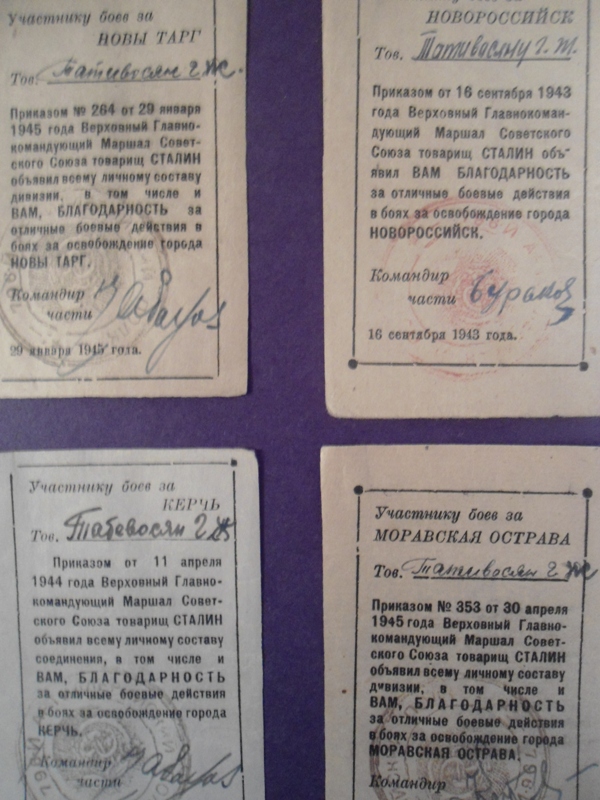 Участнику боев за
НОВЫ ТАРГ
Тов. Татевосян Г. Ж.
Приказом № 264 от 29 января
1945 года Верховный Главно-
командующий Маршал Совет-
ского Союза товарищ СТАЛИН
объявил всему личному составу
дивизии, в том числе и
ВАМ, БЛАГОДАРНОСТЬ за
отличные боевые действия в
боях за освобождение города
НОВЫ ТАРГ.
Командир
части
29 января 1945 года.
Участнику боев за
НОВОРОССИЙСК
Тов. Тативосяну Г. Ж.
Приказом от 16 сентября 1943
года Верховный Главнокоман-
дующий Маршал Советского
Союза товарищ СТАЛИН объ-
явил ВАМ БЛАГОДАРНОСТЬ
за отличные боевые действия
в боях за освобождение города
НОВОРОССИЙСК.
Командир
части
16 сентября 1943 года.
Участнику боев за
КЕРЧЬ
Тов. Татевосян Г Ж
Приказом от 11 апреля
1944 года Верховный Главно-
командующий Маршал Совет-
ского Союза товарищ СТАЛИН
объявил всему личному составу
соединения, в том числе и
ВАМ, БЛАГОДАРНОСТЬ
за отличные боевые действия
в боях за освобождение города
КЕРЧЬ.
Командир
части
Участнику боев за
МОРАВСКАЯ ОСТРАВА
Тов. Тативосян Г Ж
Приказом № 353 от 30 апреля
1945 года Верховный Главно-
командующий Маршал Совет-
ского Союза товарищ СТАЛИН
объявил всему личному составу
дивизии, в том числе и
ВАМ, БЛАГОДАРНОСТЬ
за отличные боевые действия
в боях за освобождение города
МОРАВСКАЯ ОСТРАВА.